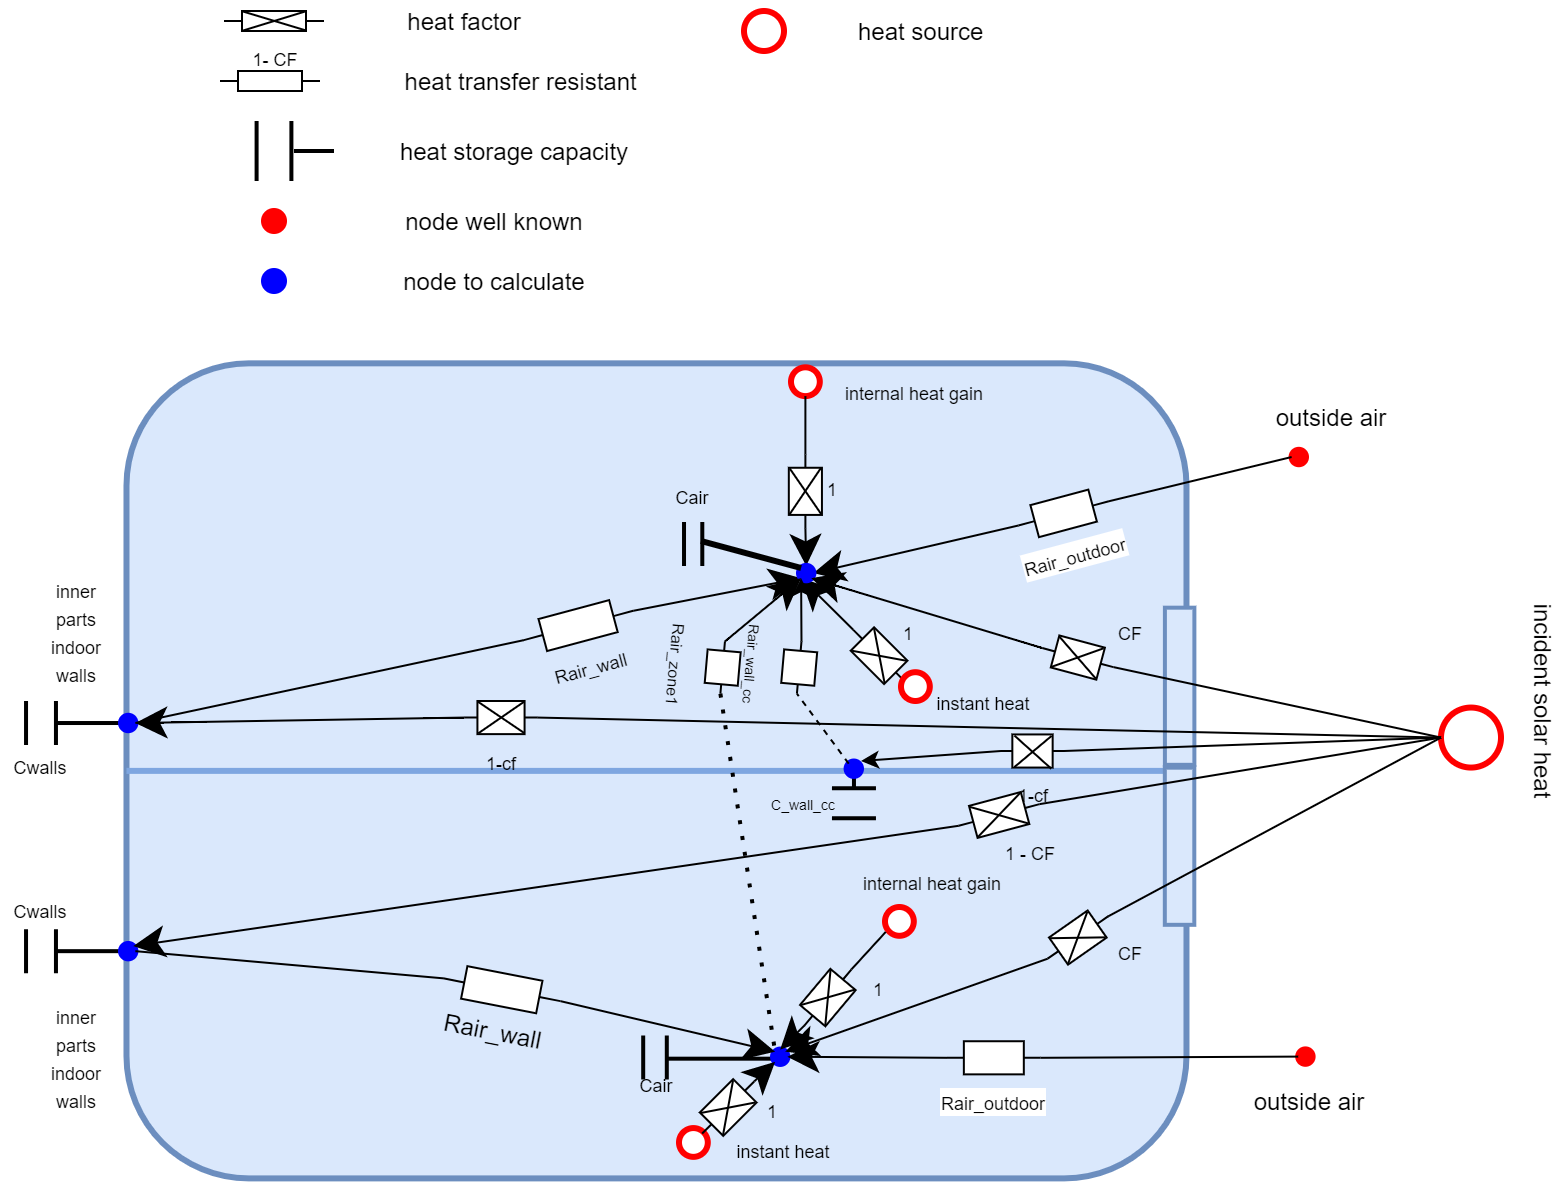 heat factor
heat source
1- CF
heat transfer resistant
heat storage capacity
node well known
node to calculate
internal heat gain
outside air
1
Cair
Rair_outdoor
inner
parts
indoor
walls
Rair_wall
Rair_zone1
Rair_wall_cc
1
CF
instant heat
incident solar heat
Cwalls
1-cf
1-cf
C_wall_cc
1 - CF
internal heat gain
Cwalls
CF
1
inner
parts
indoor
walls
Rair_wall
Cair
1
Rair_outdoor
outside air
instant heat